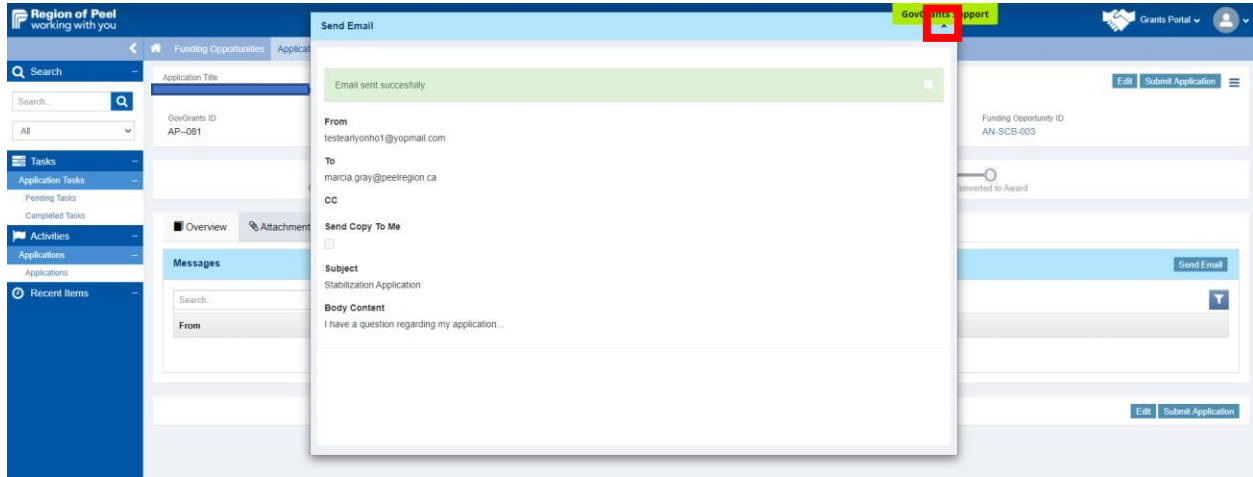 Region of Peel
working with you
Send Email
GovGrants Support
Grants Portal
Funding Opportunities
Search
Application Title
Edit
Submit Application
Email sent succesfully.
Search...
All
GovGrants ID
AP--081
From
testearlyonho1@yopmail.com
To
marcia.gray@peelregion.ca
CC
Funding Opportunity ID
AN-SCB-003
Tasks
Application Tasks
Pending Tasks
Completed Tasks
Converted to Award
Overview
Send Copy To Me
Activities
Applications
Applications
Messages
Subject
Stabilization Application
Send Email
Recent Items
Search..
Body Content
From
I have a question regarding my application...
Edit
Submit Application